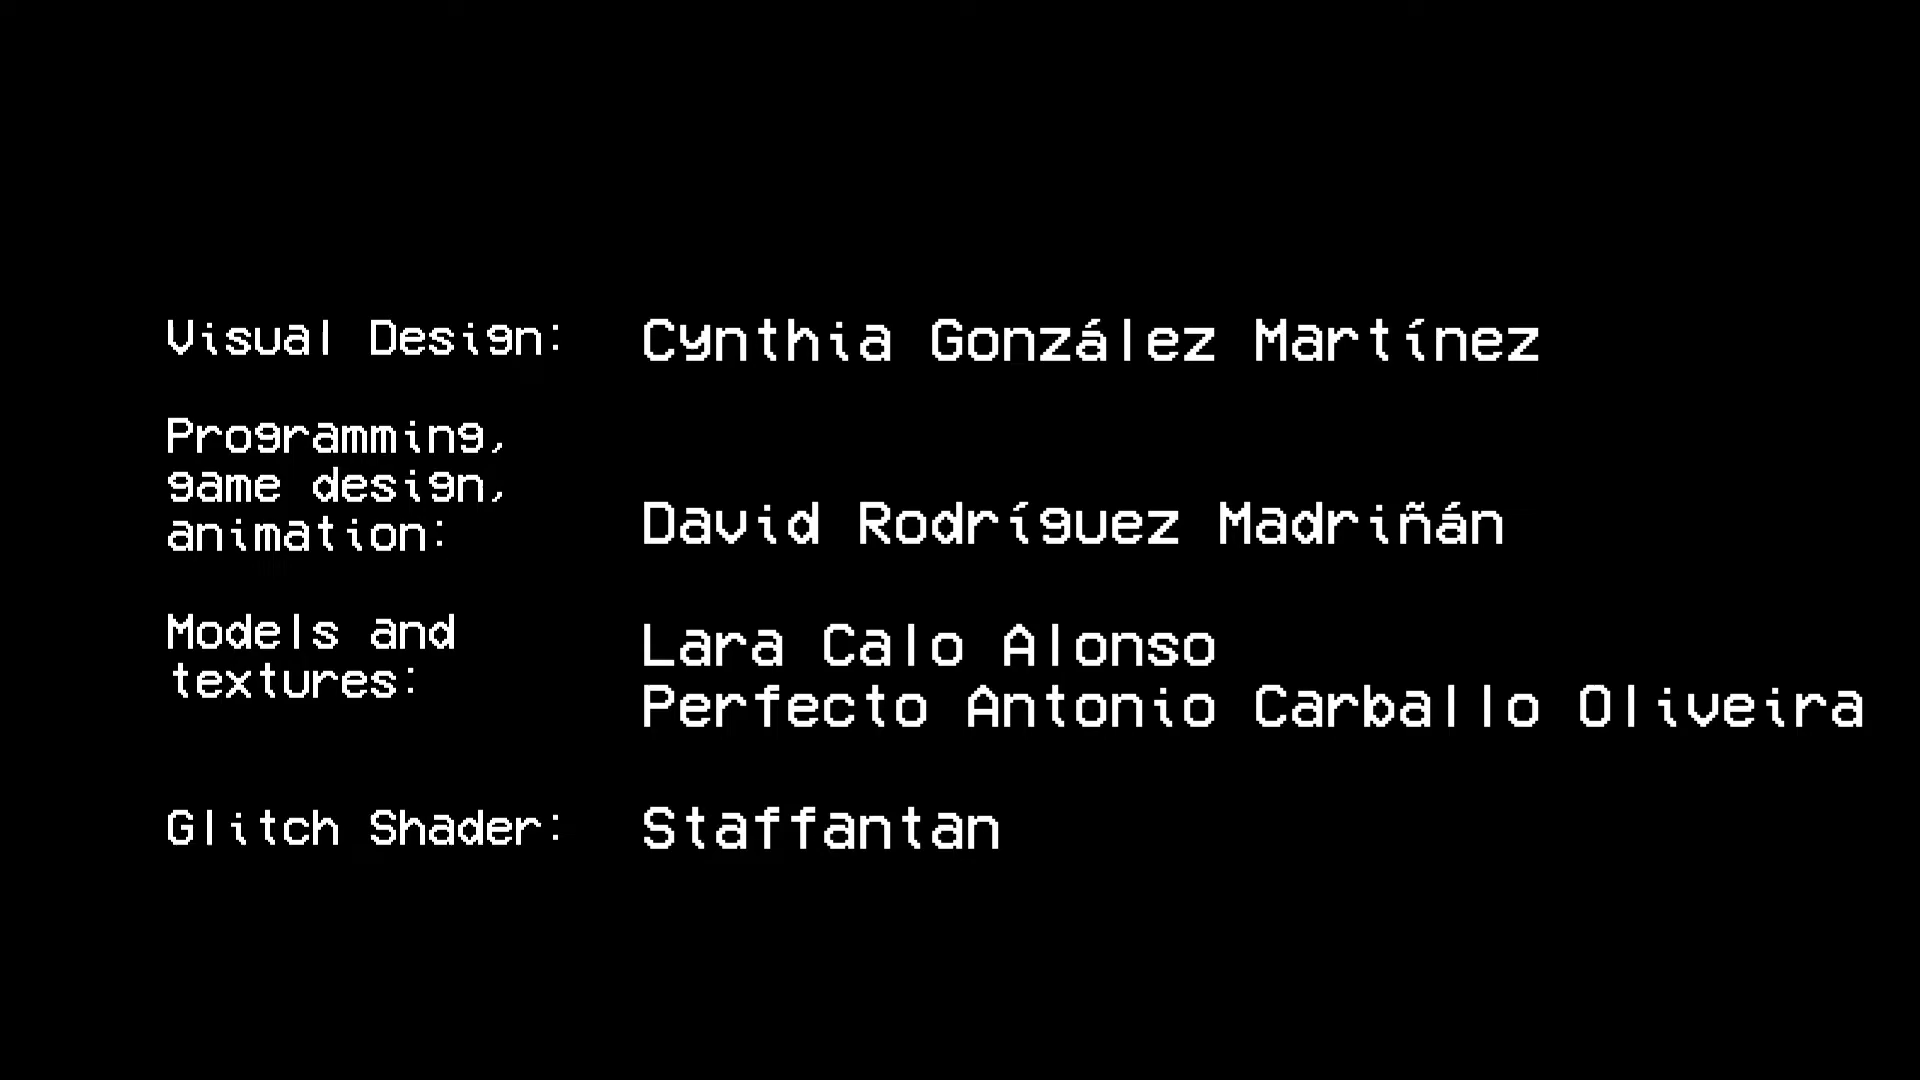 Visual Design: Cynthia González Martínez
Programming,
game design,
animation: David Rodríguez Madriñán
Models and
textures: Lara Calo Alonso
Perfecto Antonio Carballo Oliveira
Glitch Shader: Staffantan